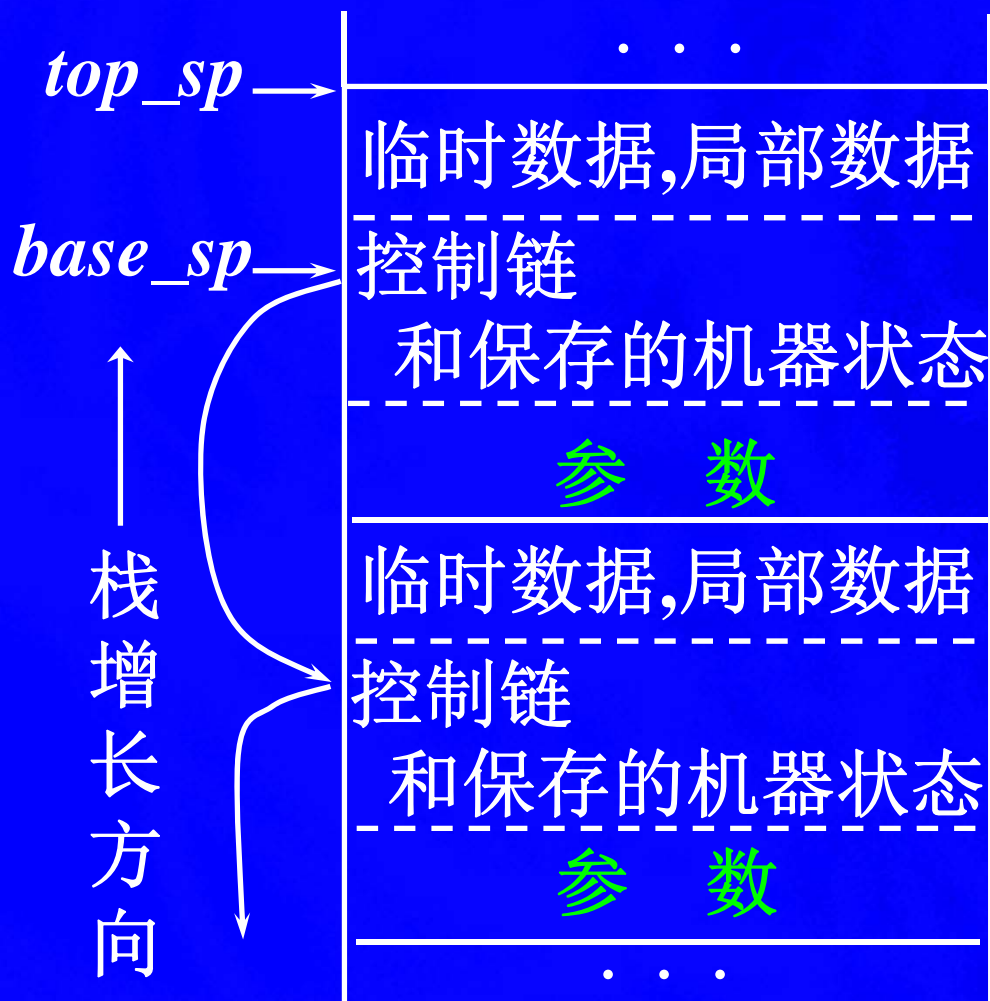 . . .
top_sp
临时数据,局部数据
base_sp
控制链
和保存的机器状态
参 数
临时数据,局部数据
控制链
和保存的机器状态
参 数
. . .
栈增长方向